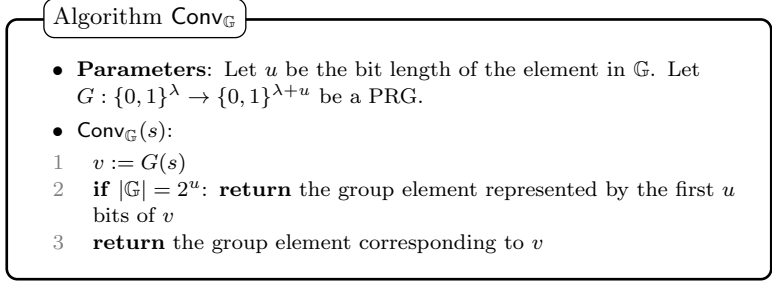 Algorithm Conv_𝔾
• Parameters: Let u be the bit length of the element in 𝔾. Let
G : {0, 1}^λ → {0, 1}^{λ+u} be a PRG.
• Conv_𝔾(s):
1 v := G(s)
2 if |𝔾| = 2^u: return the group element represented by the first u
bits of v
3 return the group element corresponding to v